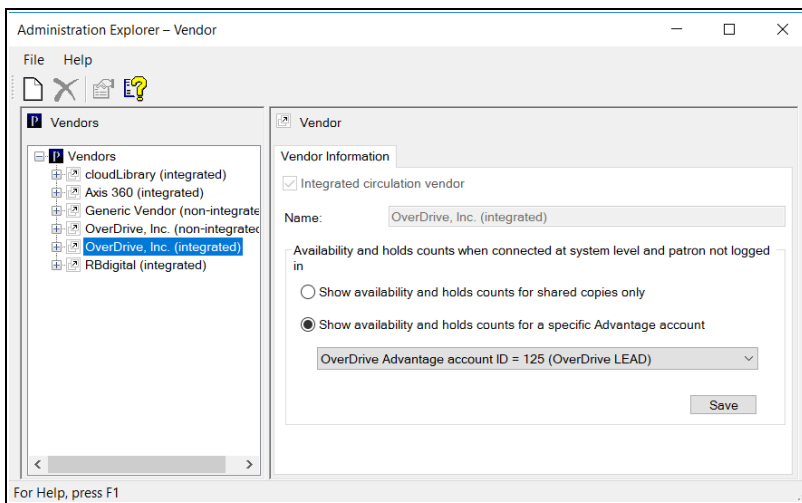 Administration Explorer – Vendor
File Help
Vendors
Vendors
cloudLibrary (integrated)
Axis 360 (integrated)
Generic Vendor (non-integrate
OverDrive, Inc. (non-integrated
OverDrive, Inc. (integrated)
RBdigital (integrated)
Vendor
Vendor Information
Integrated circulation vendor
Name: OverDrive, Inc. (integrated)
Availability and holds counts when connected at system level and patron not logged
in
Show availability and holds counts for shared copies only
Show availability and holds counts for a specific Advantage account
OverDrive Advantage account ID = 125 (OverDrive LEAD)
Save
For Help, press F1